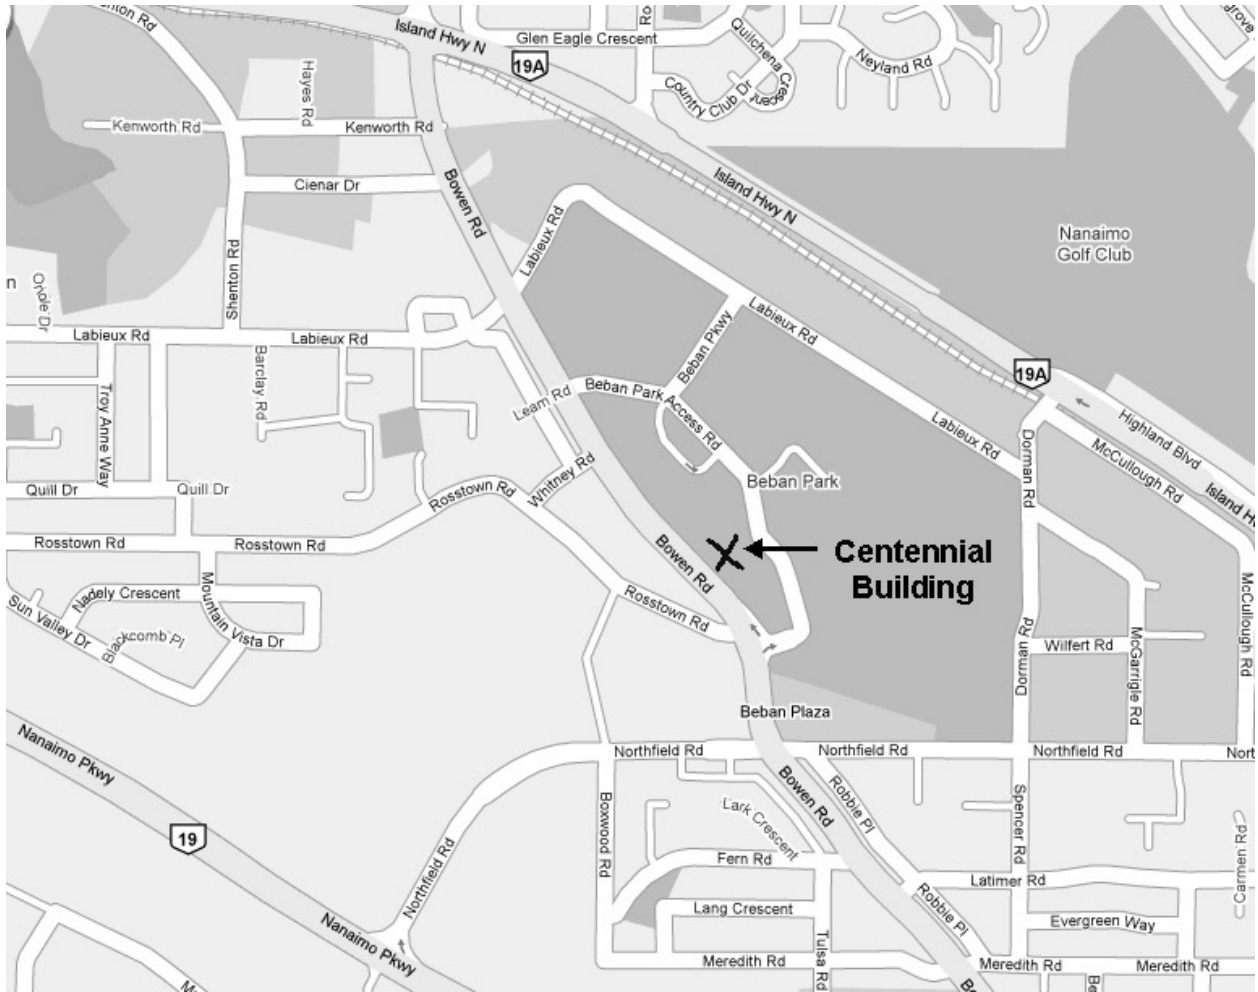 Island Hwy N
19A
Glen Eagle Crescent
Quilchena Crescent
Neyland Rd
Country Club Dr
Hayes Rd
Kenworth Rd
Kenworth Rd
Cienar Dr
Bowen Rd
Island Hwy N
Nanaimo
Golf Club
Labieux Rd
Shenton Rd
Oriole Dr
Labieux Rd
Labieux Rd
Barclay Rd
Troy Anne Way
Beban Pkwy
Labieux Rd
19A
Learn Rd
Beban Park Access Rd
Labieux Rd
Dorman Rd
Highland Blvd
McCullough Rd
Quill Dr
Quill Dr
Rosstown Rd
Whitney Rd
Beban Park
Rosstown Rd
Rosstown Rd
Bowen Rd
Centennial
Building
Nadely Crescent
Mountain Vista Dr
Sun Valley Dr
Blackcomb Pl
Rosstown Rd
Dorman Rd
Wilfert Rd
McGarrigle Rd
McCullough Rd
Beban Plaza
Nanaimo Pkwy
Northfield Rd
Northfield Rd
Northfield Rd
Bowen Rd
Robbie Pl
19
Boxwood Rd
Lark Crescent
Spencer Rd
Carmen Rd
Northfield Rd
Fern Rd
Latimer Rd
Nanaimo Pkwy
Lang Crescent
Tulsa Rd
Robbie Pl
Evergreen Way
Meredith Rd
Meredith Rd
Meredith Rd